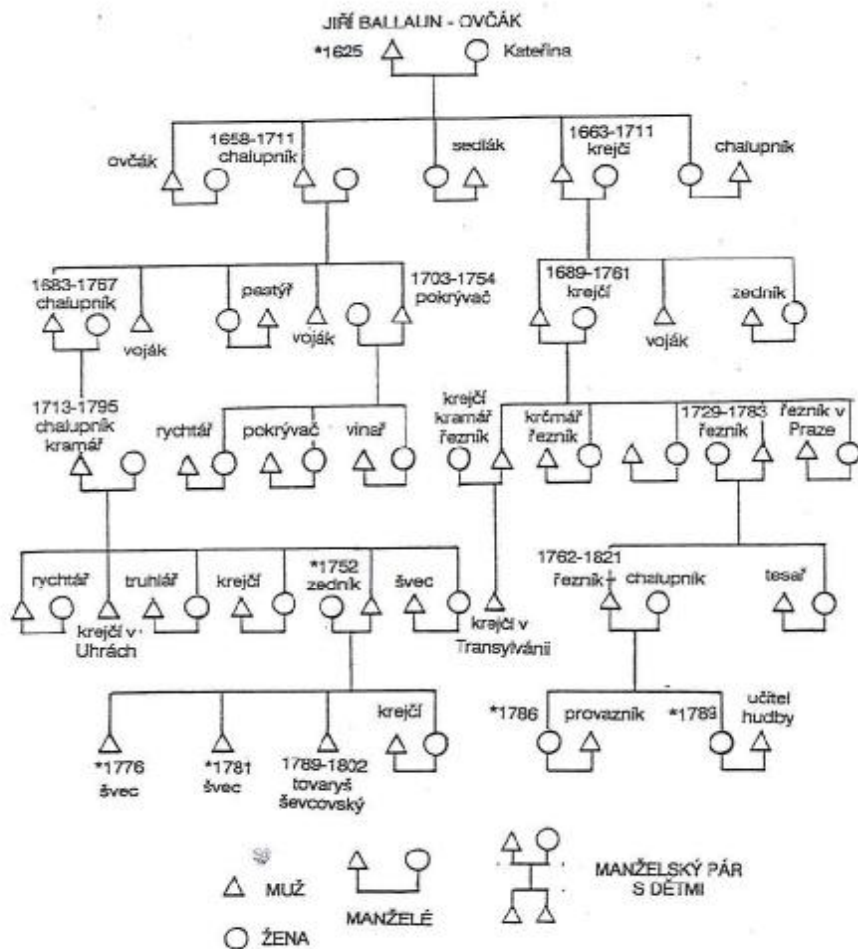 JIŘÍ BALLAUN - OVČÁK
*1625
Kateřina
ovčák
1658-1711
chalupník
sedlák
1663-1711
krejčí
chalupník
1683-1767
chalupník
voják
pastýř
voják
1703-1754
pokrývač
1689-1761
krejčí
voják
zedník
1713-1795
chalupník
kramář
rychtář
pokrývač
vinař
krejčí
kramář
řezník
krčmář
řezník
1729-1783
řezník
řezník v
Praze
rychtář
krejčí v
Uhrách
truhlář
krejčí
*1752
zedník
švec
krejčí v
Transylvánii
1762-1821
řezník
chalupník
tesař
*1776
švec
*1781
švec
1789-1802
tovaryš
ševcovský
krejčí
*1786
provazník
*1789
učitel
hudby
MUŽ
ŽENA
MANŽELÉ
MANŽELSKÝ PÁR
S DĚTMI